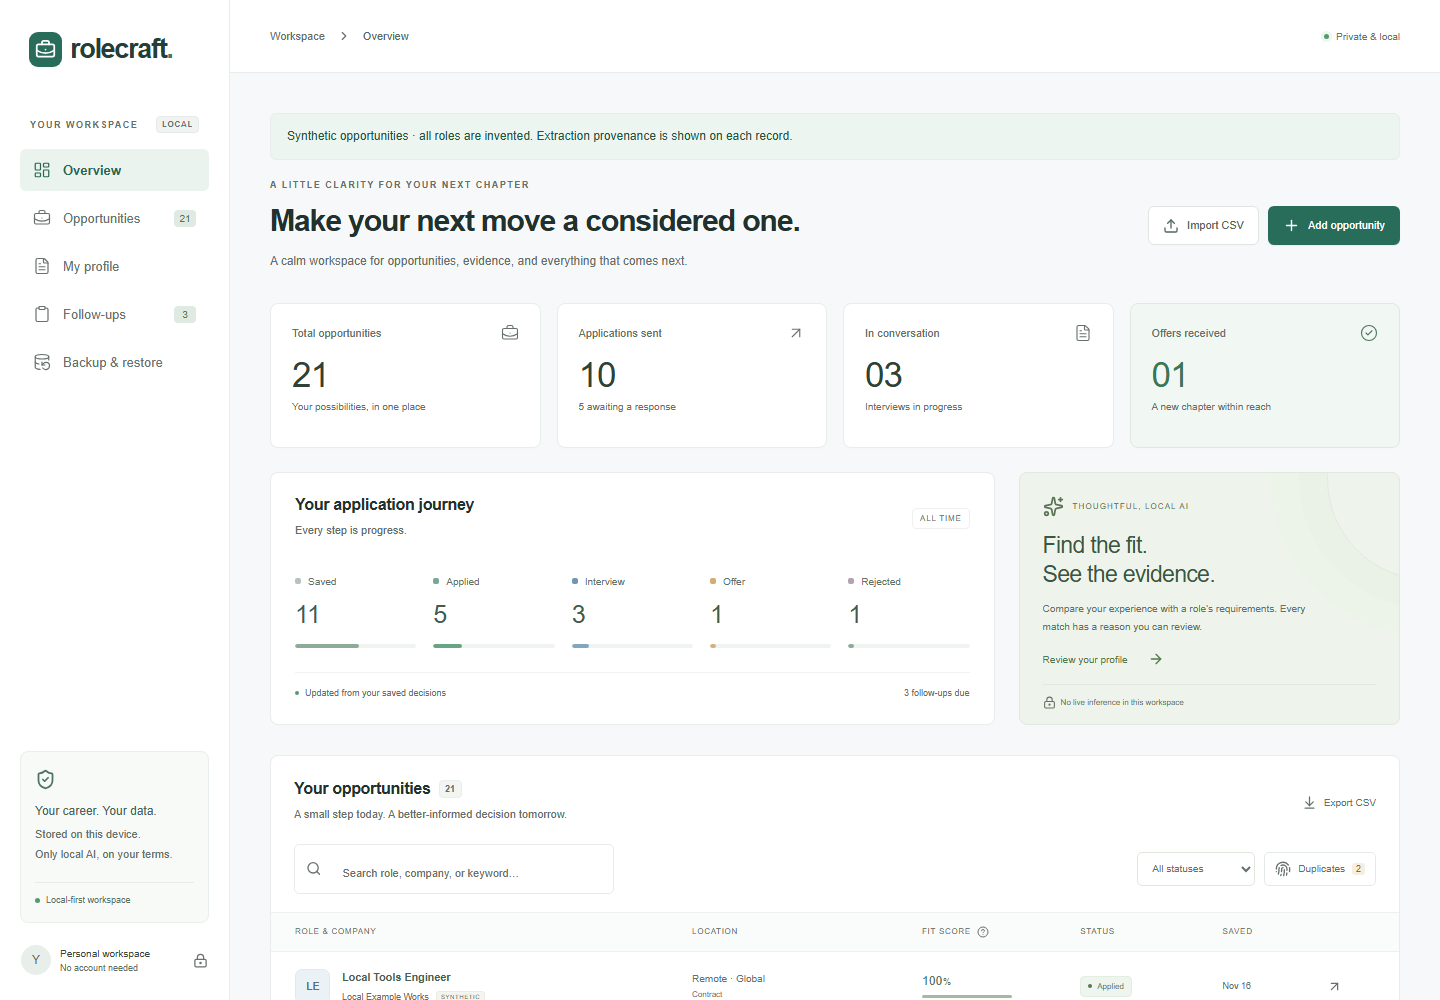 rolecraft.
YOUR WORKSPACE LOCAL
Overview
Opportunities 21
My profile
Follow-ups 3
Backup & restore
Your career. Your data.
Stored on this device.
Only local AI, on your terms.
Local-first workspace
Y
Personal workspace
No account needed
Workspace > Overview
Private & local
Synthetic opportunities · all roles are invented. Extraction provenance is shown on each record.
A LITTLE CLARITY FOR YOUR NEXT CHAPTER
Make your next move a considered one.
A calm workspace for opportunities, evidence, and everything that comes next.
Import CSV
Add opportunity
Total opportunities
21
Your possibilities, in one place
Applications sent
10
5 awaiting a response
In conversation
03
Interviews in progress
Offers received
01
A new chapter within reach
Your application journey
Every step is progress.
ALL TIME
Saved
11
Applied
5
Interview
3
Offer
1
Rejected
1
Updated from your saved decisions
3 follow-ups due
THOUGHTFUL, LOCAL AI
Find the fit.
See the evidence.
Compare your experience with a role's requirements. Every
match has a reason you can review.
Review your profile
No live inference in this workspace
Your opportunities 21
A small step today. A better-informed decision tomorrow.
Export CSV
Search role, company, or keyword...
All statuses
Duplicates 2
ROLE & COMPANY LOCATION FIT SCORE STATUS SAVED
LE
Local Tools Engineer
Local Example Works SYNTHETIC
Remote · Global
Contract
100%
Applied
Nov 16